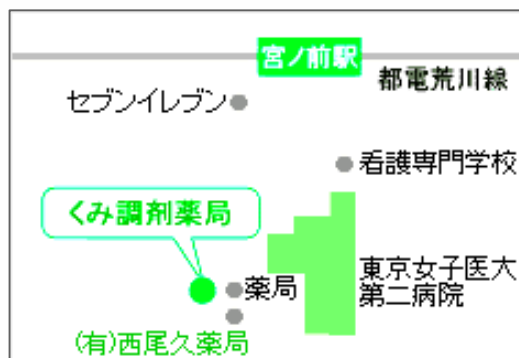 宮ノ前駅
都電荒川線
セブンイレブン
看護専門学校
くみ調剤薬局
東京女子医大
第二病院
薬局
(有)西尾久薬局